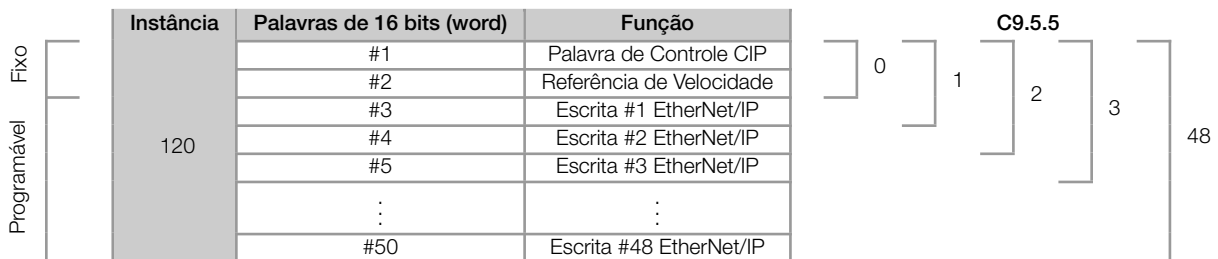 Instância Palavras de 16 bits (word) Função C9.5.5
Fixo
Programável
120
#1 Palavra de Controle CIP
#2 Referência de Velocidade
#3 Escrita #1 EtherNet/IP
#4 Escrita #2 EtherNet/IP
#5 Escrita #3 EtherNet/IP
⋮ ⋮
#50 Escrita #48 EtherNet/IP
0
1
2
3
48